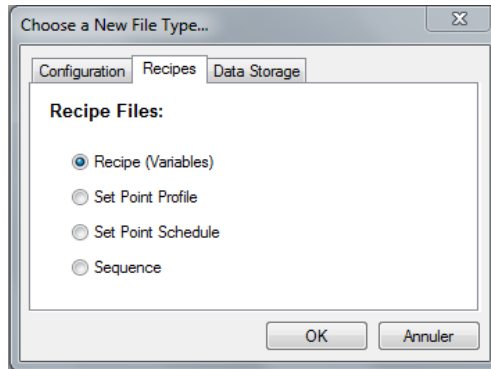 Choose a New File Type...
Configuration Recipes Data Storage
Recipe Files:
Recipe (Variables)
Set Point Profile
Set Point Schedule
Sequence
OK Annuler